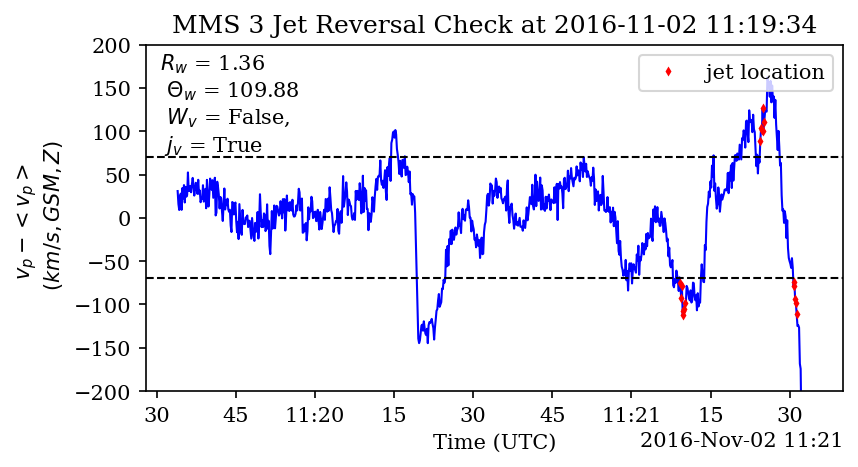 MMS 3 Jet Reversal Check at 2016-11-02 11:19:34
R_w = 1.36
Θ_w = 109.88
W_v = False,
j_v = True
jet location
v_p − < v_p >
(km/s, GSM, Z)
200
150
100
50
0
−50
−100
−150
−200
30 45 11:20 15 30 45 11:21 15 30
Time (UTC)
2016-Nov-02 11:21